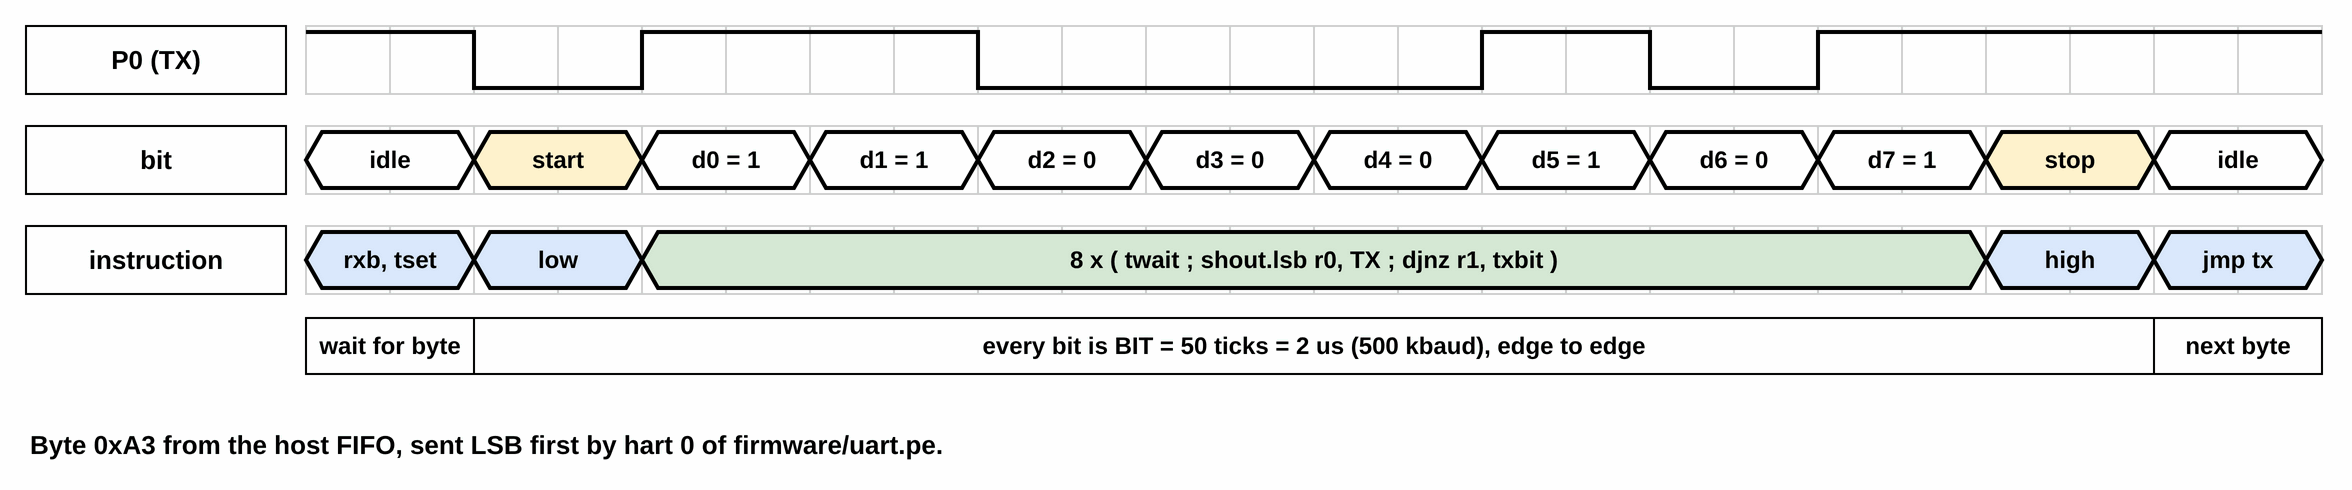 P0 (TX)
bit
idle
start
d0 = 1
d1 = 1
d2 = 0
d3 = 0
d4 = 0
d5 = 1
d6 = 0
d7 = 1
stop
idle
instruction
rxb, tset
low
8 x ( twait ; shout.lsb r0, TX ; djnz r1, txbit )
high
jmp tx
wait for byte
every bit is BIT = 50 ticks = 2 us (500 kbaud), edge to edge
next byte
Byte 0xA3 from the host FIFO, sent LSB first by hart 0 of firmware/uart.pe.